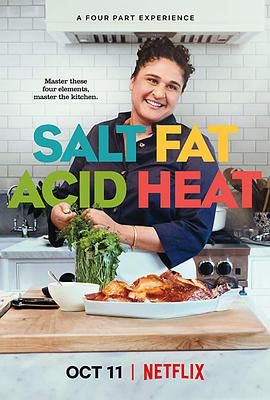 A FOUR PART EXPERIENCE
Master these
four elements,
master the kitchen.
SALT FAT
ACID HEAT
OCT 11 | NETFLIX